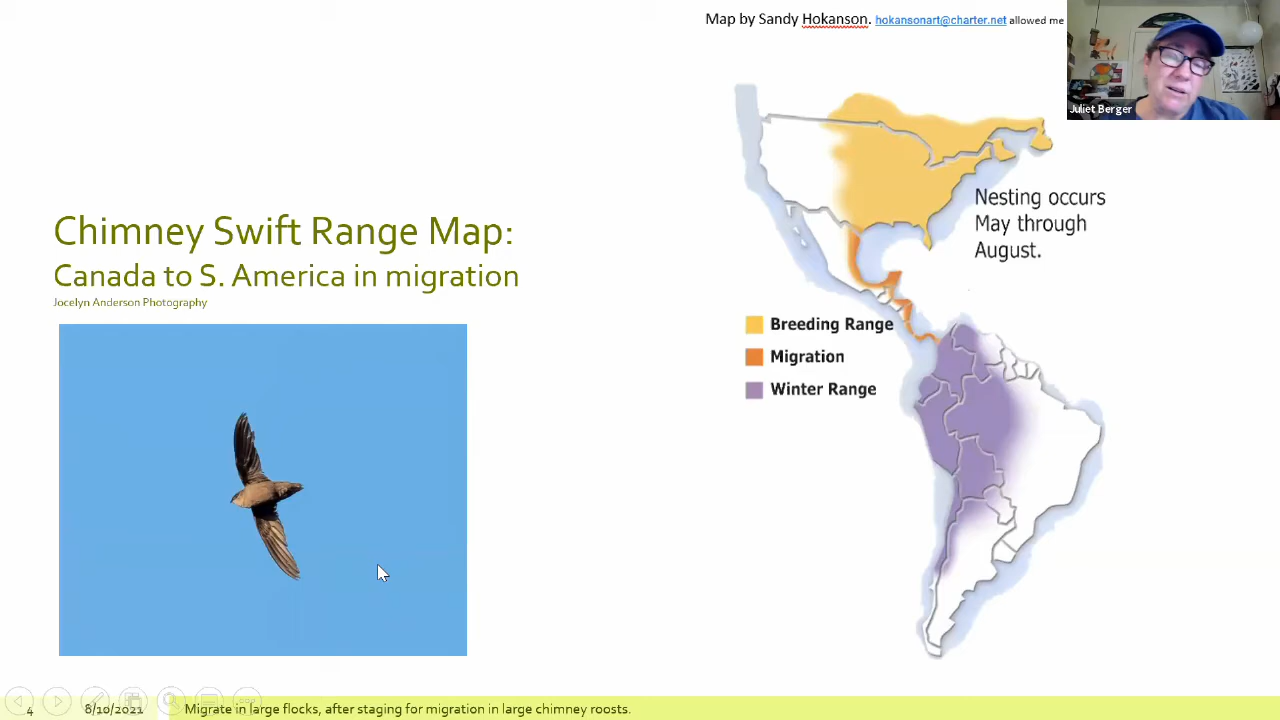 Map by Sandy Hokanson. hokansonart@charter.net allowed me
Juliet Berger
Chimney Swift Range Map:
Canada to S. America in migration
Jocelyn Anderson Photography
Nesting occurs
May through
August.
Breeding Range
Migration
Winter Range
4
8/10/2021
Migrate in large flocks, after staging for migration in large chimney roosts.